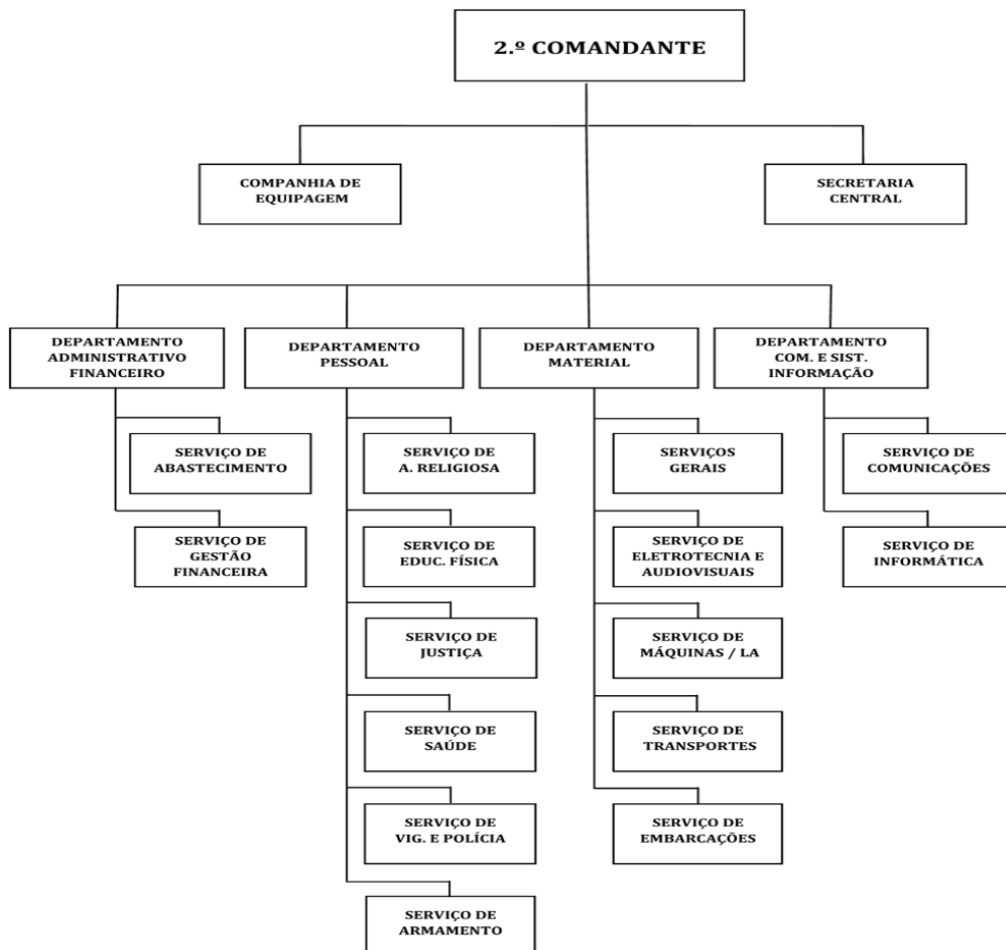 2.º COMANDANTE
COMPANHIA DE
EQUIPAGEM
SECRETARIA
CENTRAL
DEPARTAMENTO
ADMINISTRATIVO
FINANCEIRO
DEPARTAMENTO
PESSOAL
DEPARTAMENTO
MATERIAL
DEPARTAMENTO
COM. E SIST.
INFORMAÇÃO
SERVIÇO DE
ABASTECIMENTO
SERVIÇO DE
GESTÃO
FINANCEIRA
SERVIÇO DE
A. RELIGIOSA
SERVIÇO DE
EDUC. FÍSICA
SERVIÇO DE
JUSTIÇA
SERVIÇO DE
SAÚDE
SERVIÇO DE
VIG. E POLÍCIA
SERVIÇO DE
ARMAMENTO
SERVIÇOS
GERAIS
SERVIÇO DE
ELETROTECNIA E
AUDIOVISUAIS
SERVIÇO DE
MÁQUINAS / LA
SERVIÇO DE
TRANSPORTES
SERVIÇO DE
EMBARCAÇÕES
SERVIÇO DE
COMUNICAÇÕES
SERVIÇO DE
INFORMÁTICA